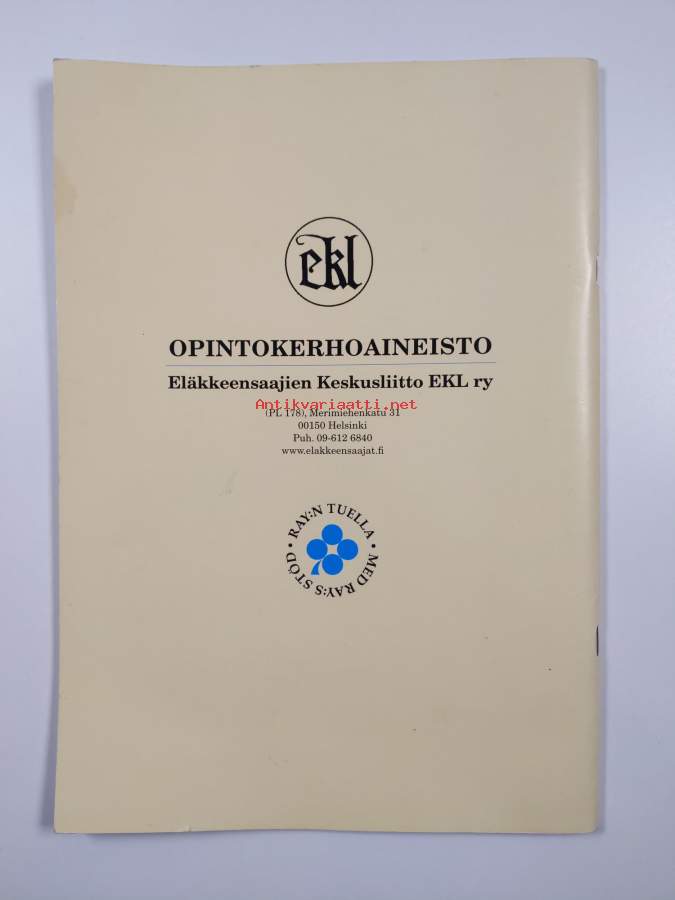 ekl
OPINTOKERHOAINEISTO
Eläkkeensaajien Keskusliitto EKL ry
Antikvariaatti.net
(PL 178), Merimiehenkatu 31
00150 Helsinki
Puh. 09-612 6840
www.elakkeensaajat.fi
• RAY:N TUELLA • MED RAY:S STÖD